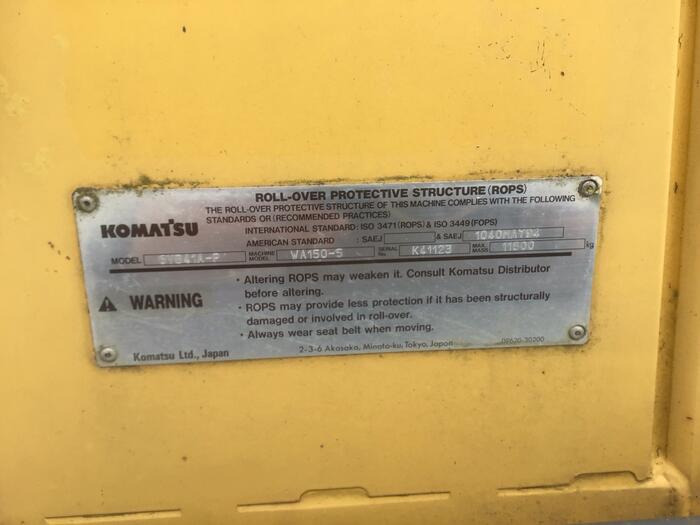 ROLL-OVER PROTECTIVE STRUCTURE (ROPS)
THE ROLL-OVER PROTECTIVE STRUCTURE OF THIS MACHINE COMPLIES WITH THE FOLLOWING
STANDARDS OR (RECOMMENDED PRACTICES)
KOMATSU
INTERNATIONAL STANDARD: ISO 3471 (ROPS) & ISO 3449 (FOPS)
AMERICAN STANDARD : SAEJ & SAEJ 1040MAY94
MODEL MACHINE MODEL WA150-5 SERIAL No. K41123 MAX. MASS 11600 kg
WARNING
• Altering ROPS may weaken it. Consult Komatsu Distributor
before altering.
• ROPS may provide less protection if it has been structurally
damaged or involved in roll-over.
• Always wear seat belt when moving.
Komatsu Ltd., Japan
2-3-6 Akasaka, Minato-ku, Tokyo, Japan